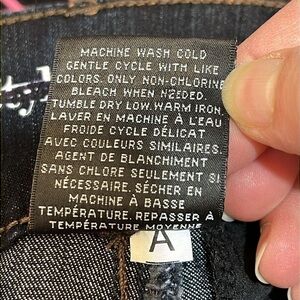 MACHINE WASH COLD
GENTLE CYCLE WITH LIKE
COLORS. ONLY NON-CHLORINE
BLEACH WHEN NEEDED.
TUMBLE DRY LOW. WARM IRON
LAVER EN MACHINE À L'EAU
FROIDE CYCLE DÉLICAT
AVEC COULEURS SIMILAIRES.
AGENT DE BLANCHIMENT
SANS CHLORE SEULEMENT SI
NÉCESSAIRE. SÉCHER EN
MACHINE À BASSE
TEMPÉRATURE. REPASSER À
TEMPÉRATURE MOYENNE
A